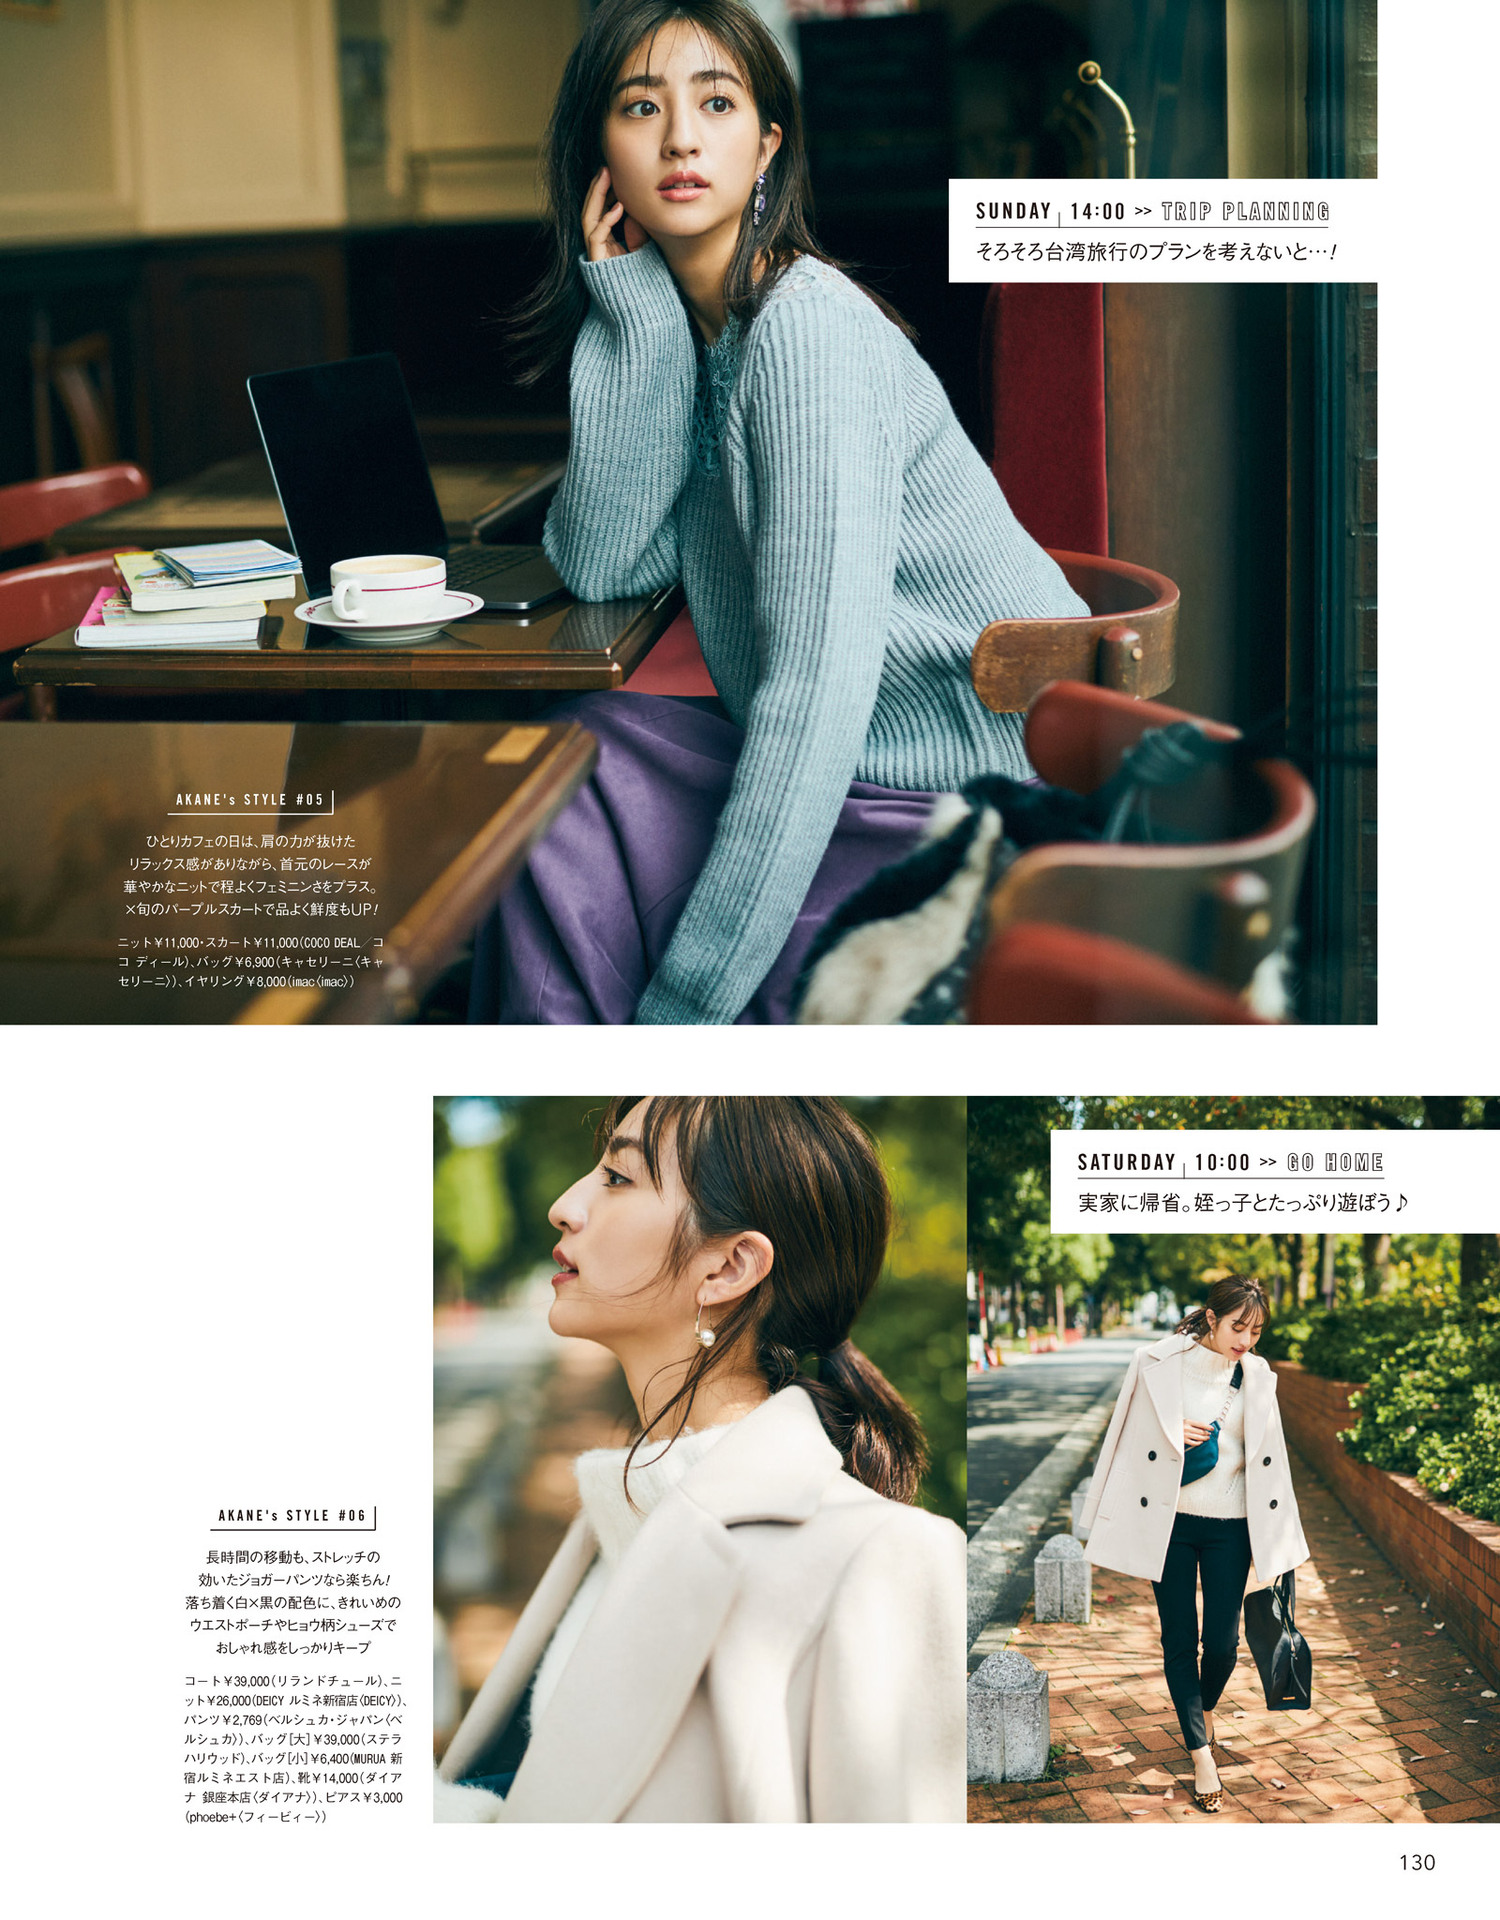 SUNDAY 14:00 >> TRIP PLANNING
そろそろ台湾旅行のプランを考えないと…!
AKANE's STYLE #05
ひとりカフェの日は、肩の力が抜けた
リラックス感がありながら、首元のレースが
華やかなニットで程よくフェミニンさをプラス。
×旬のパープルスカートで品よく鮮度もUP!
ニット￥11,000・スカート￥11,000(COCO DEAL／コ
コ ディール)、バッグ￥6,900(キャセリーニ〈キャ
セリーニ〉)、イヤリング￥8,000(imac〈imac〉)
SATURDAY 10:00 >> GO HOME
実家に帰省。姪っ子とたっぷり遊ぼう♪
AKANE's STYLE #06
長時間の移動も、ストレッチの
効いたジョガーパンツなら楽ちん!
落ち着く白×黒の配色に、きれいめの
ウエストポーチやヒョウ柄シューズで
おしゃれ感をしっかりキープ
コート￥39,000(リランドチュール)、ニ
ット￥26,000(DEICY ルミネ新宿店〈DEICY〉)、
パンツ￥2,769(ベルシュカ・ジャパン〈ベ
ルシュカ〉)、バッグ[大]￥39,000(ステラ
ハリウッド)、バッグ[小]￥6,400(MURUA 新
宿ルミネエスト店)、靴￥14,000(ダイア
ナ 銀座本店〈ダイアナ〉)、ピアス￥3,000
(phoebe+〈フィービィー〉)
130